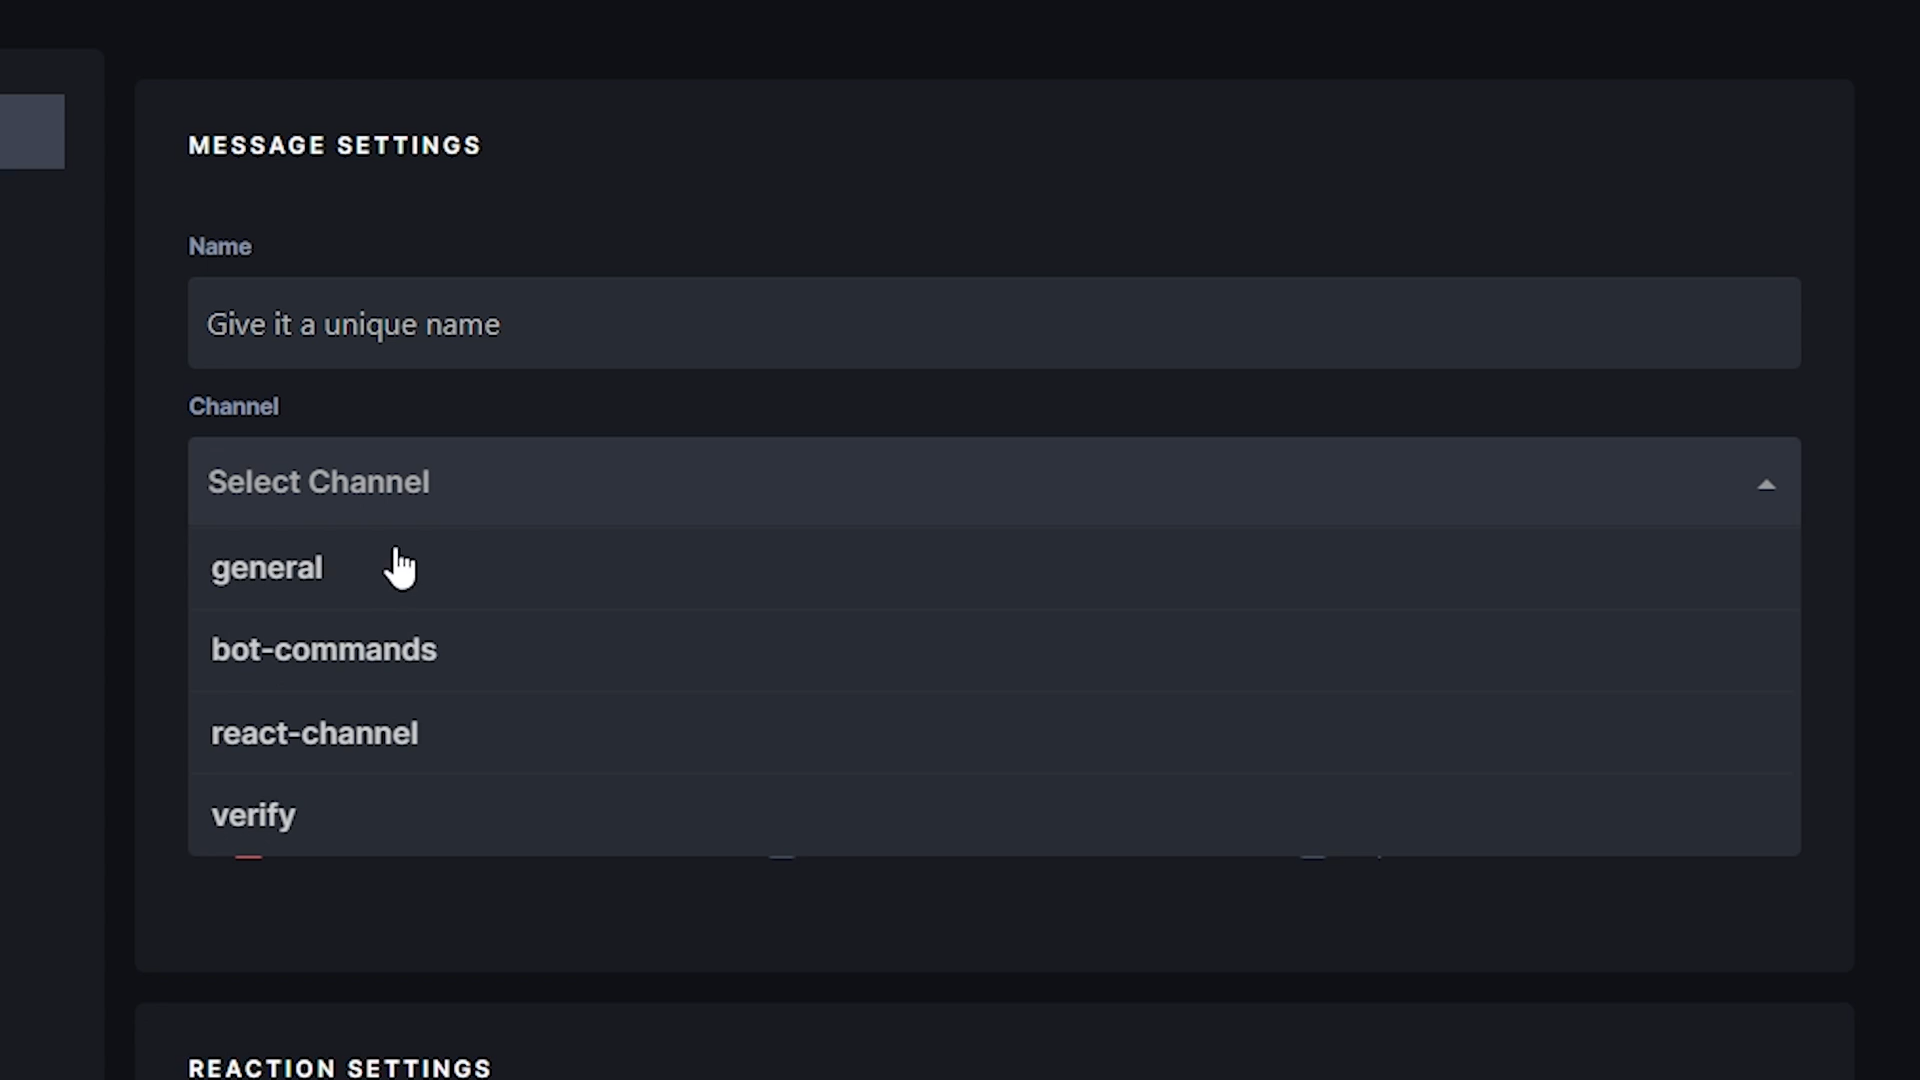 MESSAGE SETTINGS
Name
Give it a unique name
Channel
Select Channel
general
bot-commands
react-channel
verify
REACTION SETTINGS